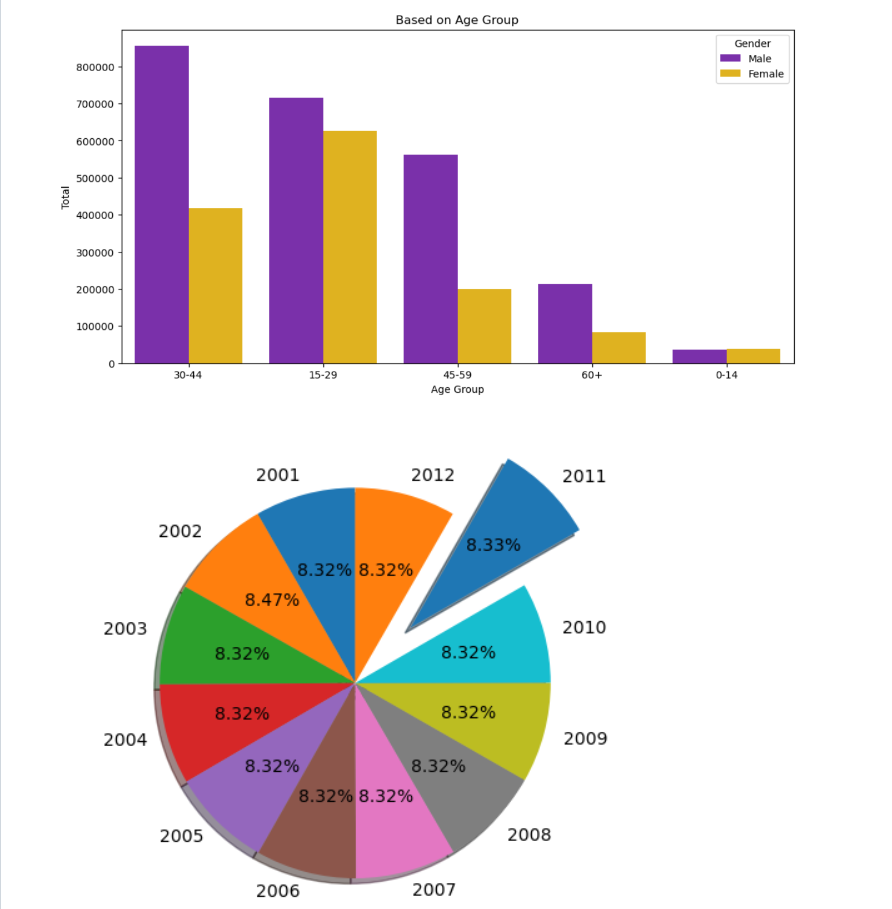 Based on Age Group
Gender
Male
Female
800000
700000
600000
500000
400000
300000
200000
100000
0
Total
30-44 15-29 45-59 60+ 0-14
Age Group
2001 2012 2011
2002
8.33%
8.32% 8.32%
8.47%
2003 2010
8.32% 8.32%
8.32% 8.32%
2004 2009
8.32% 8.32%
8.32% 8.32%
2005 2008
2006 2007